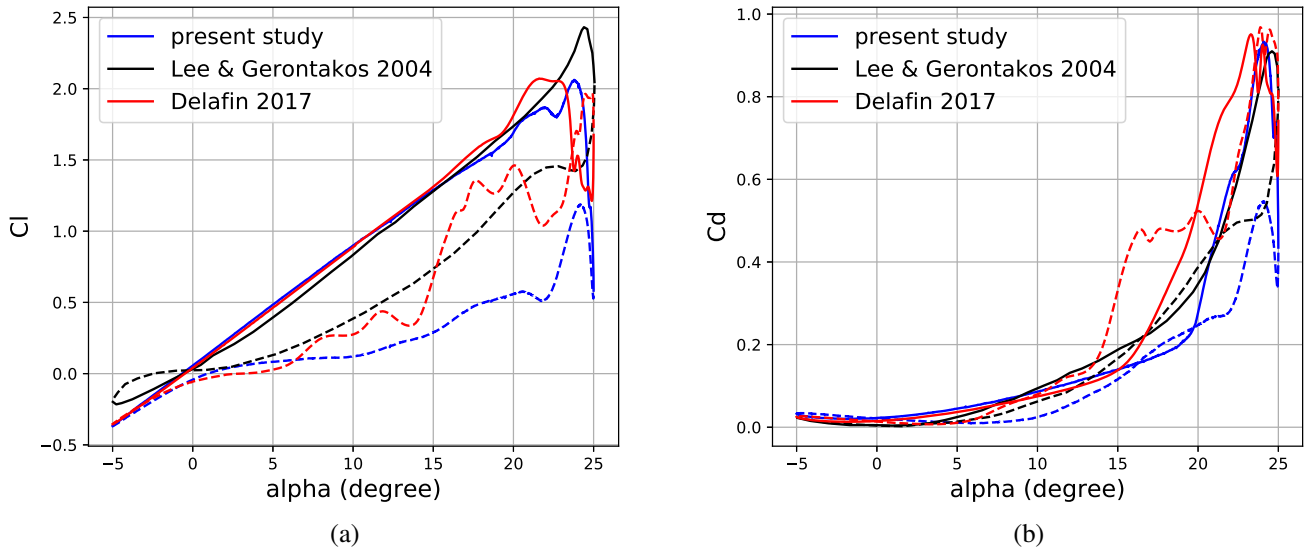 2.5
2.0
1.5
1.0
0.5
0.0
−0.5
Cl
present study
Lee & Gerontakos 2004
Delafin 2017
−5 0 5 10 15 20 25
alpha (degree)
(a)
1.0
0.8
0.6
0.4
0.2
0.0
Cd
present study
Lee & Gerontakos 2004
Delafin 2017
−5 0 5 10 15 20 25
alpha (degree)
(b)